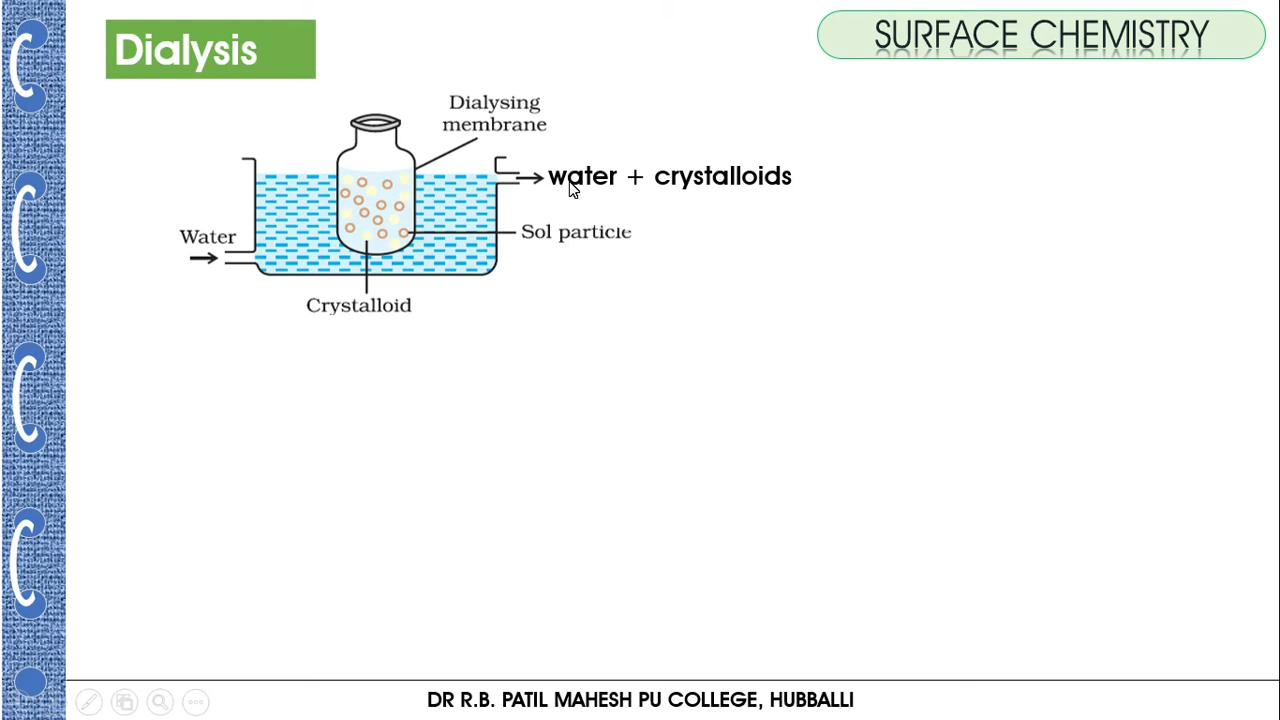 Dialysis
SURFACE CHEMISTRY
Dialysing
membrane
water + crystalloids
Sol particle
Water
Crystalloid
DR R.B. PATIL MAHESH PU COLLEGE, HUBBALLI